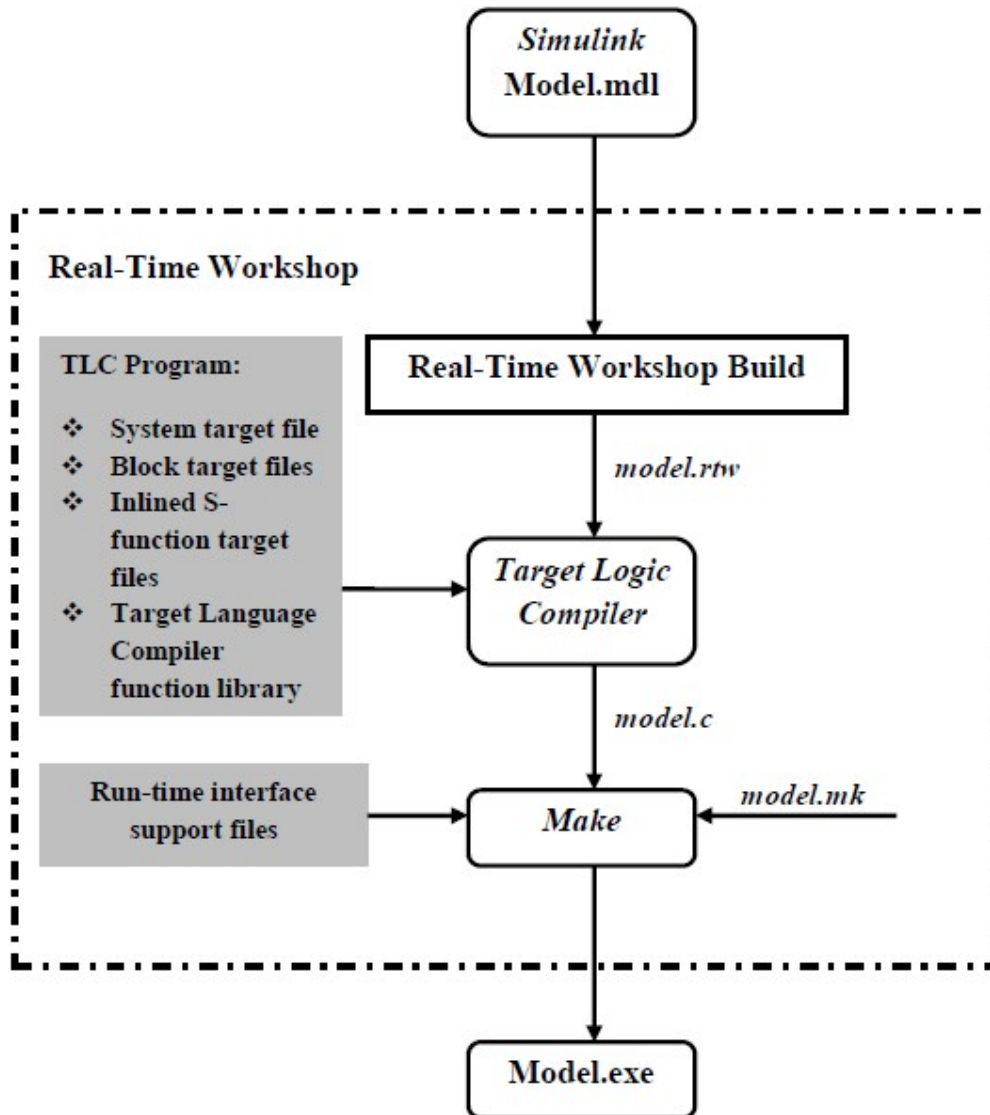 Simulink
Model.mdl
Real-Time Workshop
TLC Program:
❖ System target file
❖ Block target files
❖ Inlined S-
function target
files
❖ Target Language
Compiler
function library
Real-Time Workshop Build
model.rtw
Target Logic
Compiler
model.c
Run-time interface
support files
Make
model.mk
Model.exe